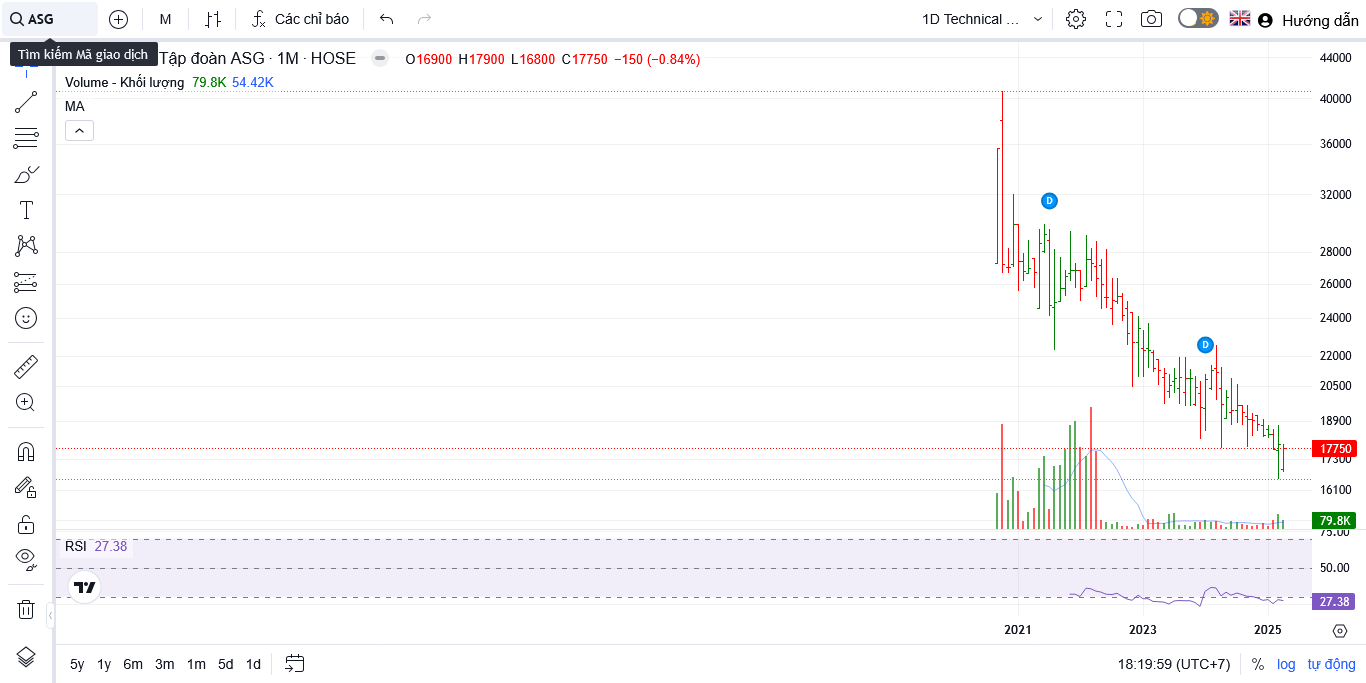 ASG
M
Các chỉ báo
1D Technical ...
Hướng dẫn
Tìm kiếm Mã giao dịch
Tập đoàn ASG · 1M · HOSE
O16900 H17900 L16800 C17750 −150 (−0.84%)
Volume - Khối lượng 79.8K 54.42K
MA
D
D
44000
40000
36000
32000
28000
26000
24000
22000
20500
18900
17750
17300
16100
79.8K
75.00
RSI 27.38
50.00
27.38
2021
2023
2025
5y 1y 6m 3m 1m 5d 1d
18:19:59 (UTC+7)
%
log
tự động